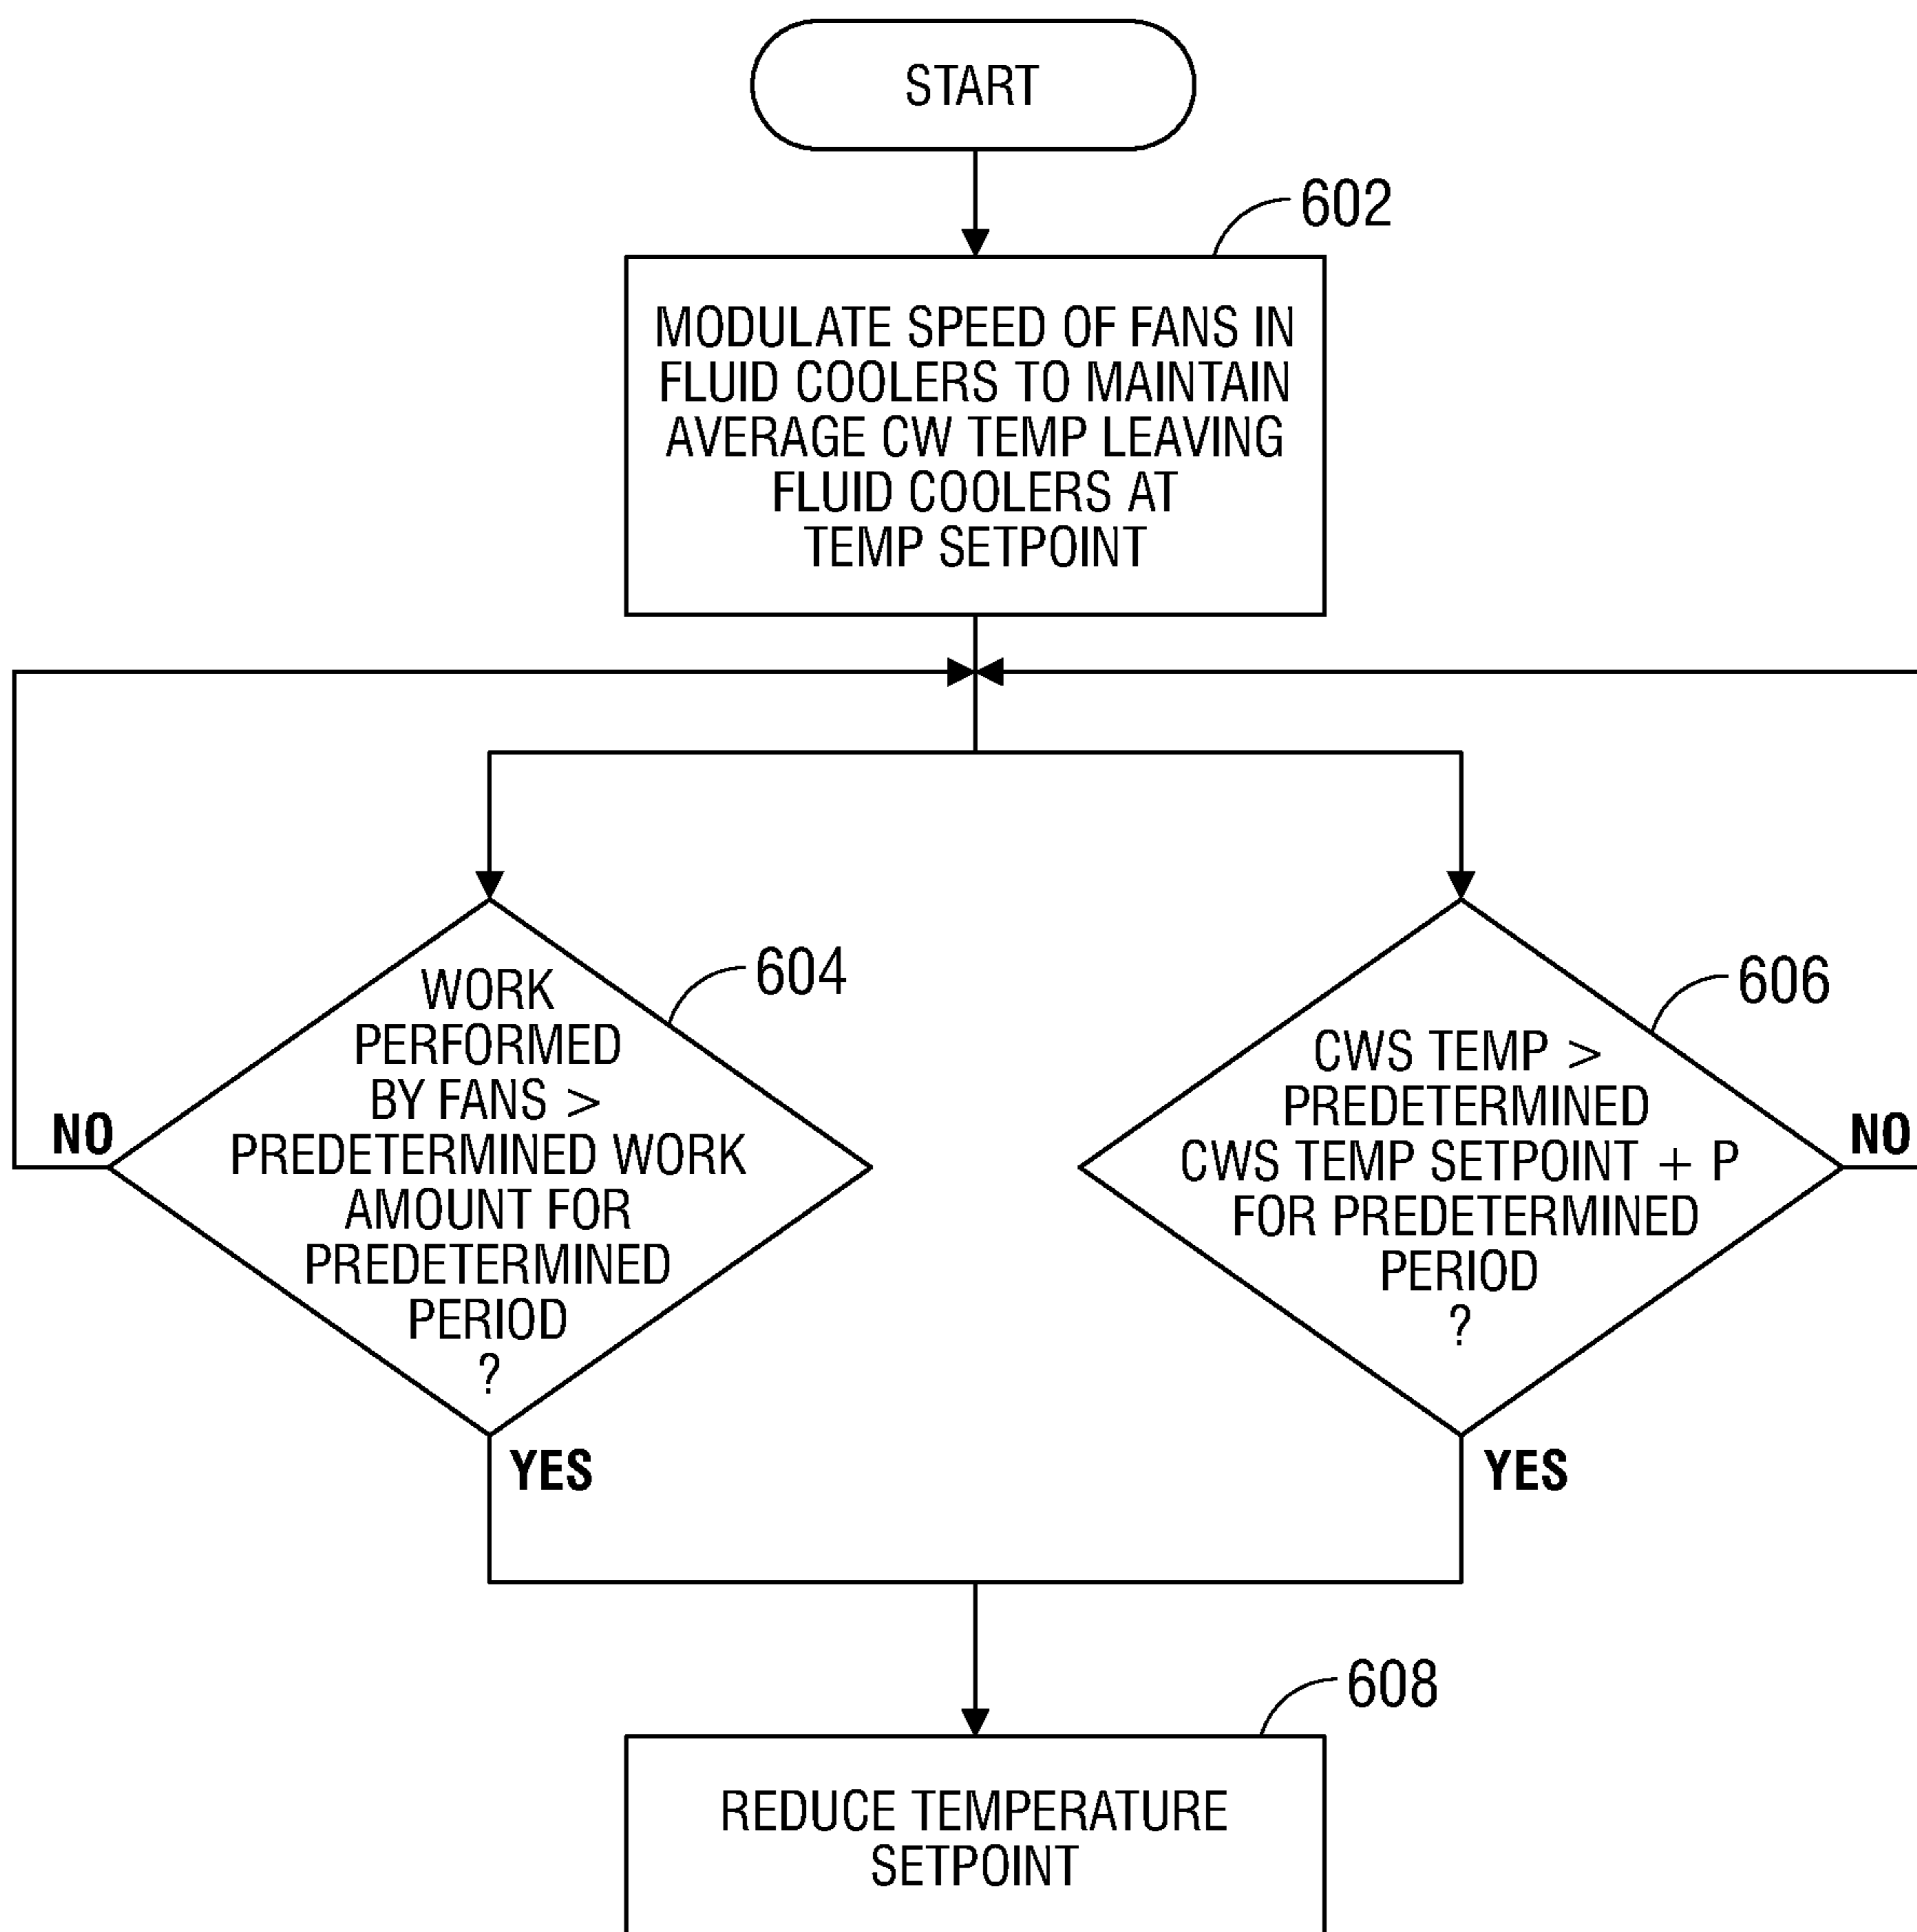 START
602
MODULATE SPEED OF FANS IN
FLUID COOLERS TO MAINTAIN
AVERAGE CW TEMP LEAVING
FLUID COOLERS AT
TEMP SETPOINT
604
WORK
PERFORMED
BY FANS >
PREDETERMINED WORK
AMOUNT FOR
PREDETERMINED
PERIOD
?
NO
YES
606
CWS TEMP >
PREDETERMINED
CWS TEMP SETPOINT + P
FOR PREDETERMINED
PERIOD
?
NO
YES
608
REDUCE TEMPERATURE
SETPOINT